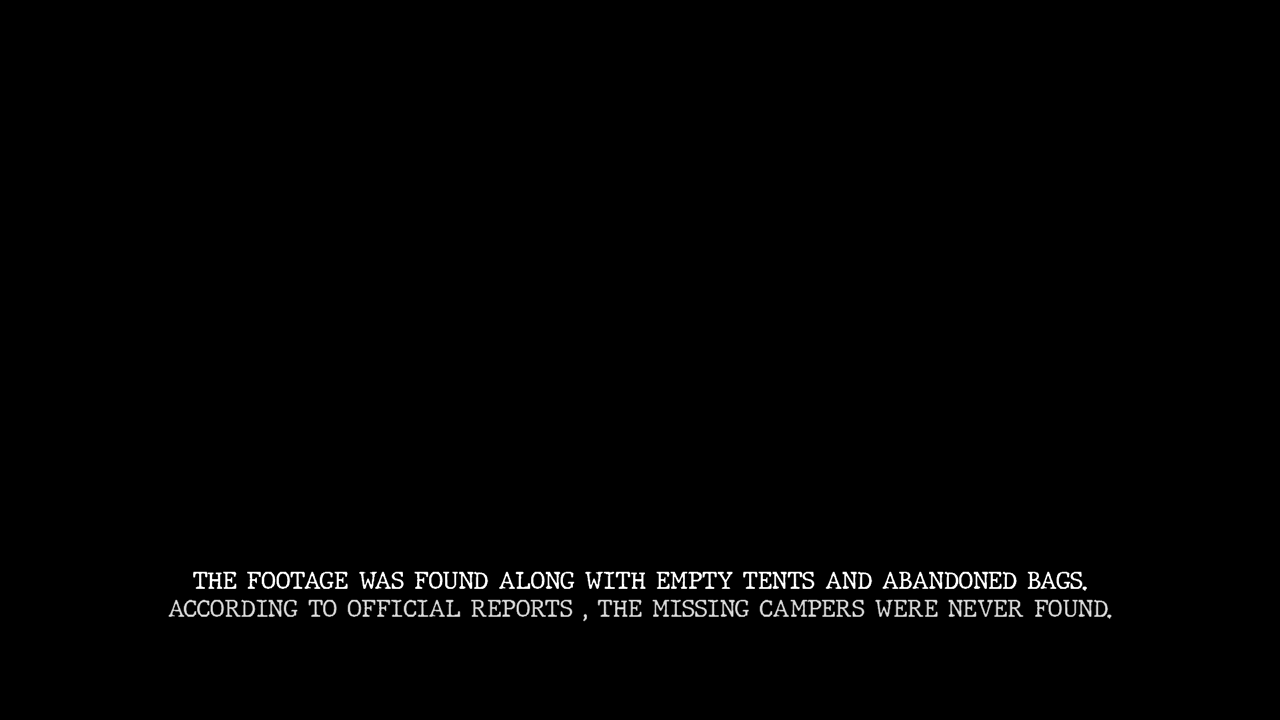 THE FOOTAGE WAS FOUND ALONG WITH EMPTY TENTS AND ABANDONED BAGS.
ACCORDING TO OFFICIAL REPORTS , THE MISSING CAMPERS WERE NEVER FOUND.